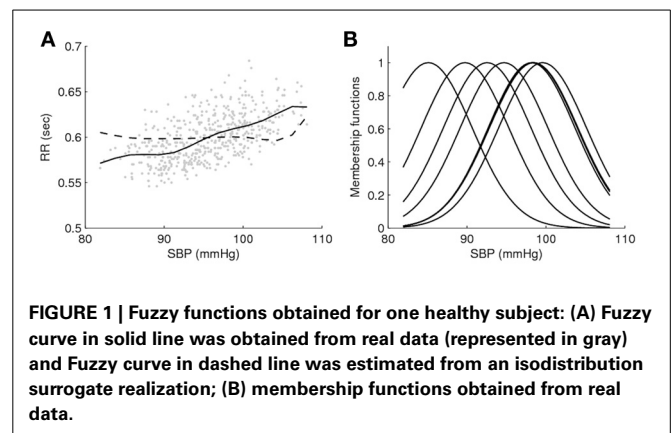 A
B
0.7
0.65
0.6
0.55
0.5
RR (sec)
80
90
100
110
SBP (mmHg)
1
0.8
0.6
0.4
0.2
0
Membership functions
80
90
100
110
SBP (mmHg)
FIGURE 1 | Fuzzy functions obtained for one healthy subject: (A) Fuzzy
curve in solid line was obtained from real data (represented in gray)
and Fuzzy curve in dashed line was estimated from an isodistribution
surrogate realization; (B) membership functions obtained from real
data.